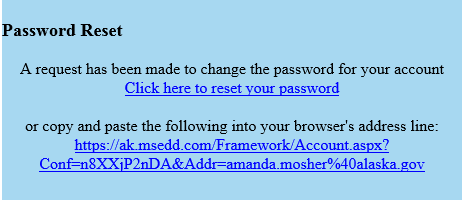 Password Reset
A request has been made to change the password for your account
Click here to reset your password
or copy and paste the following into your browser's address line:
https://ak.msedd.com/Framework/Account.aspx?
Conf=n8XXjP2nDA&Addr=amanda.mosher%40alaska.gov